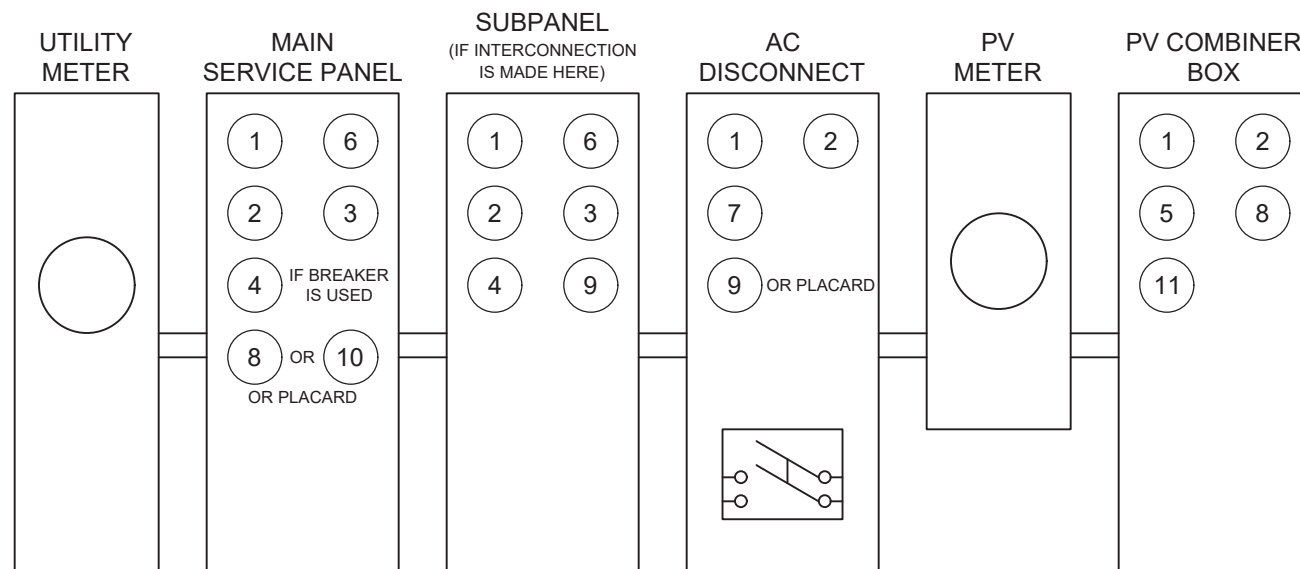 UTILITY
METER
MAIN
SERVICE PANEL
SUBPANEL
(IF INTERCONNECTION
IS MADE HERE)
AC
DISCONNECT
PV
METER
PV COMBINER
BOX
1 6
2 3
4 IF BREAKER
IS USED
8 OR 10
OR PLACARD
1 6
2 3
4 9
1 2
7
9 OR PLACARD
1 2
5 8
11